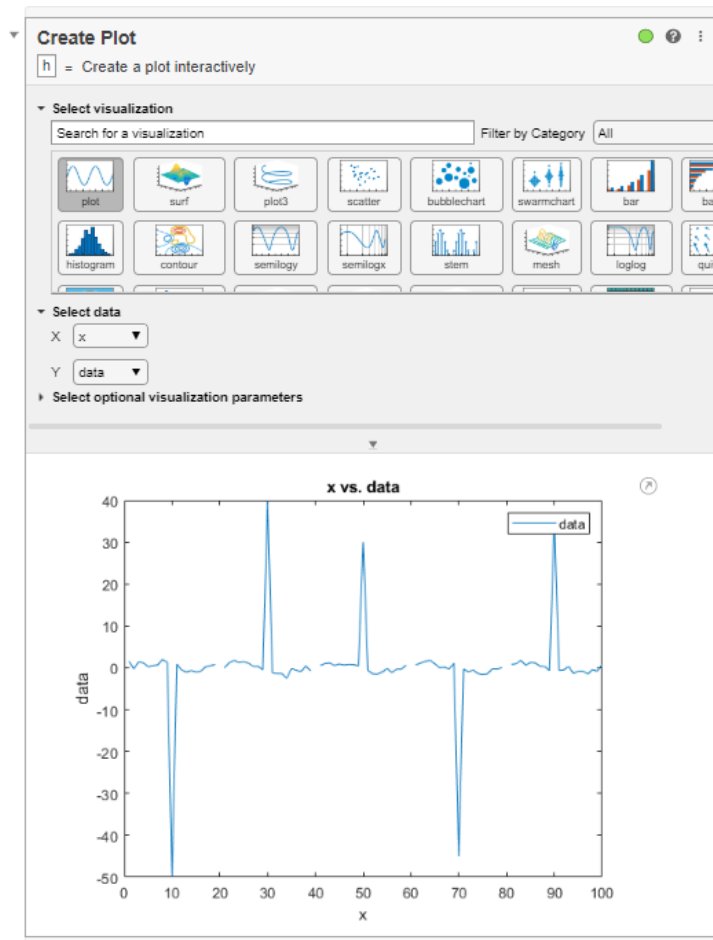 Create Plot
h = Create a plot interactively
Select visualization
Search for a visualization Filter by Category All
plot surf plot3 scatter bubblechart swarmchart bar ba
histogram contour semilogy semilogx stem mesh loglog qui
Select data
X x
Y data
Select optional visualization parameters
x vs. data
data
40
30
20
10
0
-10
-20
-30
-40
-50
data
0 10 20 30 40 50 60 70 80 90 100
x